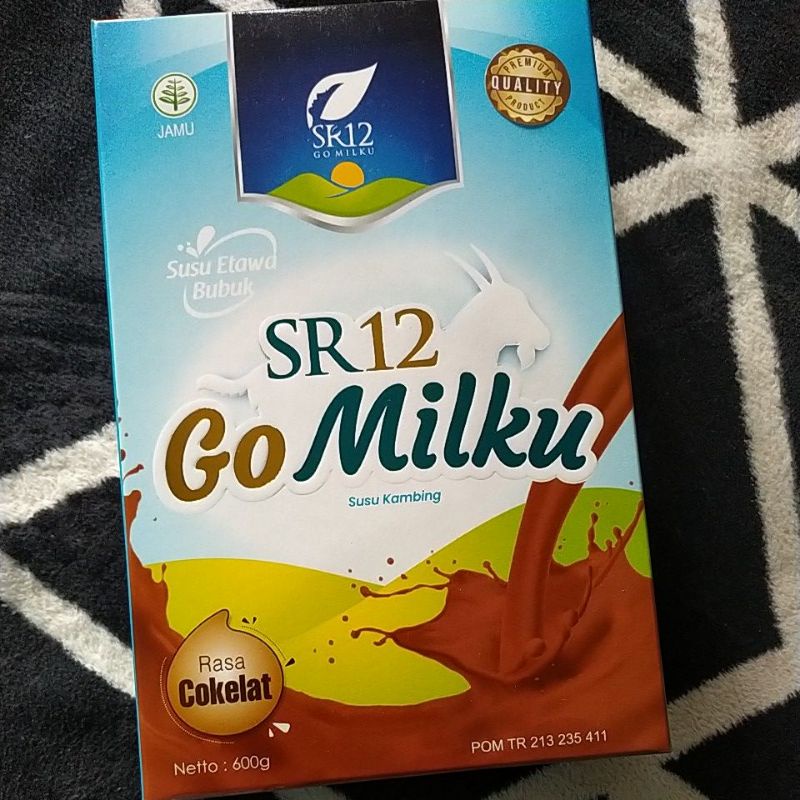 JAMU
SR12
GO MILKU
PREMIUM
QUALITY
PRODUCT
Susu Etawa
Bubuk
SR12
Go Milku
Susu Kambing
Rasa
Cokelat
Netto : 600g
POM TR 213 235 411